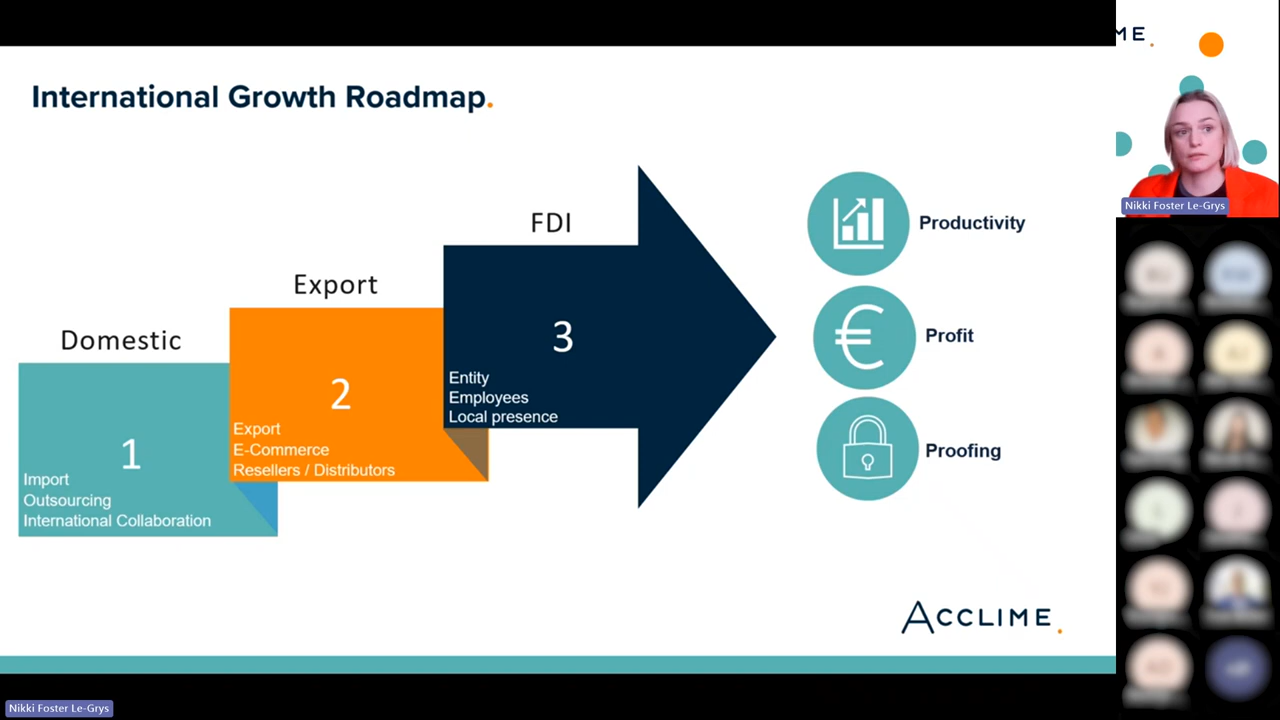 International Growth Roadmap.
Domestic
1
Import
Outsourcing
International Collaboration
Export
2
Export
E-Commerce
Resellers / Distributors
FDI
3
Entity
Employees
Local presence
Productivity
€
Profit
Proofing
ACCLIME.
ME.
Nikki Foster Le-Grys
Nikki Foster Le-Grys